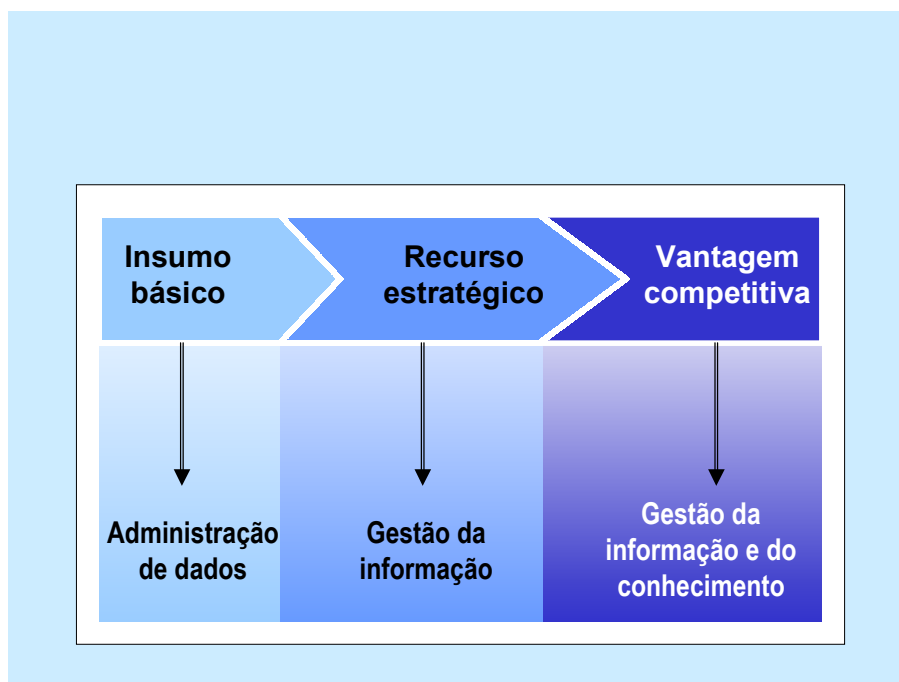 Insumo
básico
Recurso
estratégico
Vantagem
competitiva
Administração
de dados
Gestão da
informação
Gestão da
informação e do
conhecimento